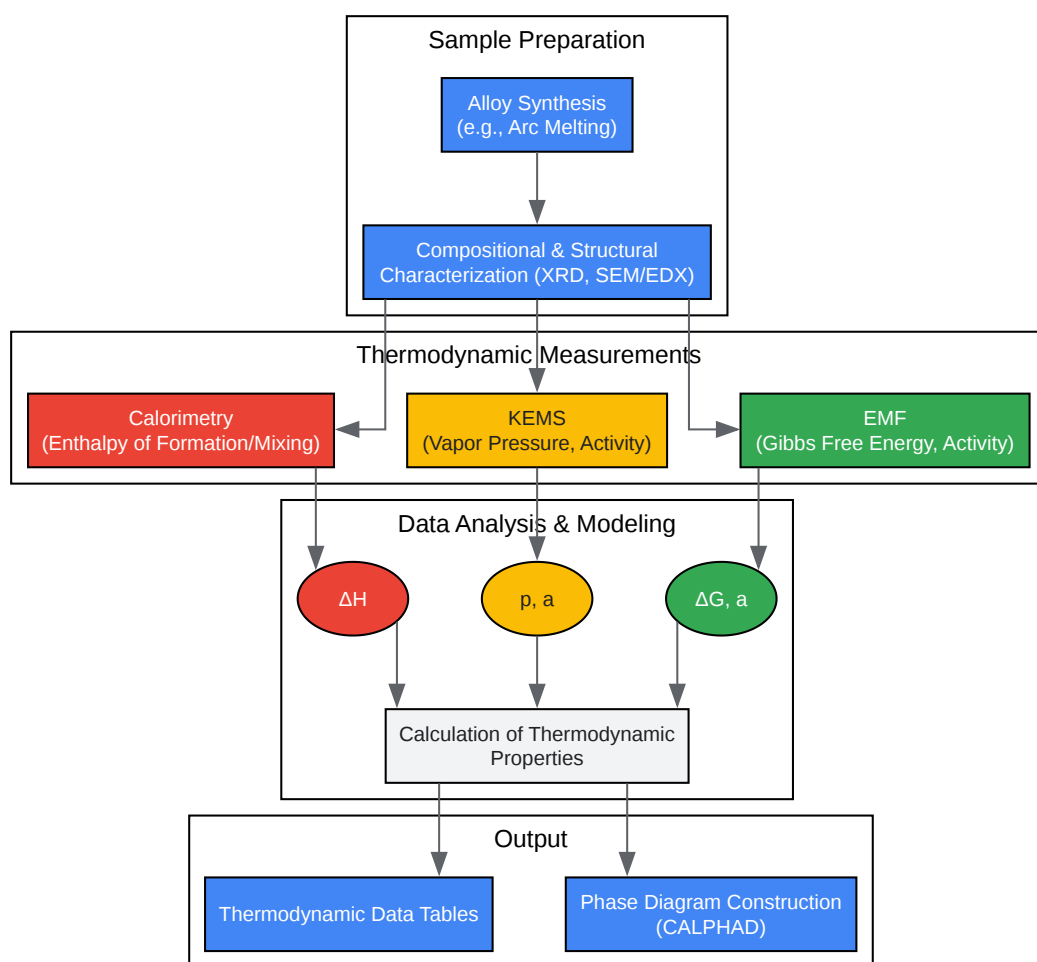 Sample Preparation
Alloy Synthesis
(e.g., Arc Melting)
Compositional & Structural
Characterization (XRD, SEM/EDX)
Thermodynamic Measurements
Calorimetry
(Enthalpy of Formation/Mixing)
KEMS
(Vapor Pressure, Activity)
EMF
(Gibbs Free Energy, Activity)
Data Analysis & Modeling
ΔH
p, a
ΔG, a
Calculation of Thermodynamic
Properties
Output
Thermodynamic Data Tables
Phase Diagram Construction
(CALPHAD)